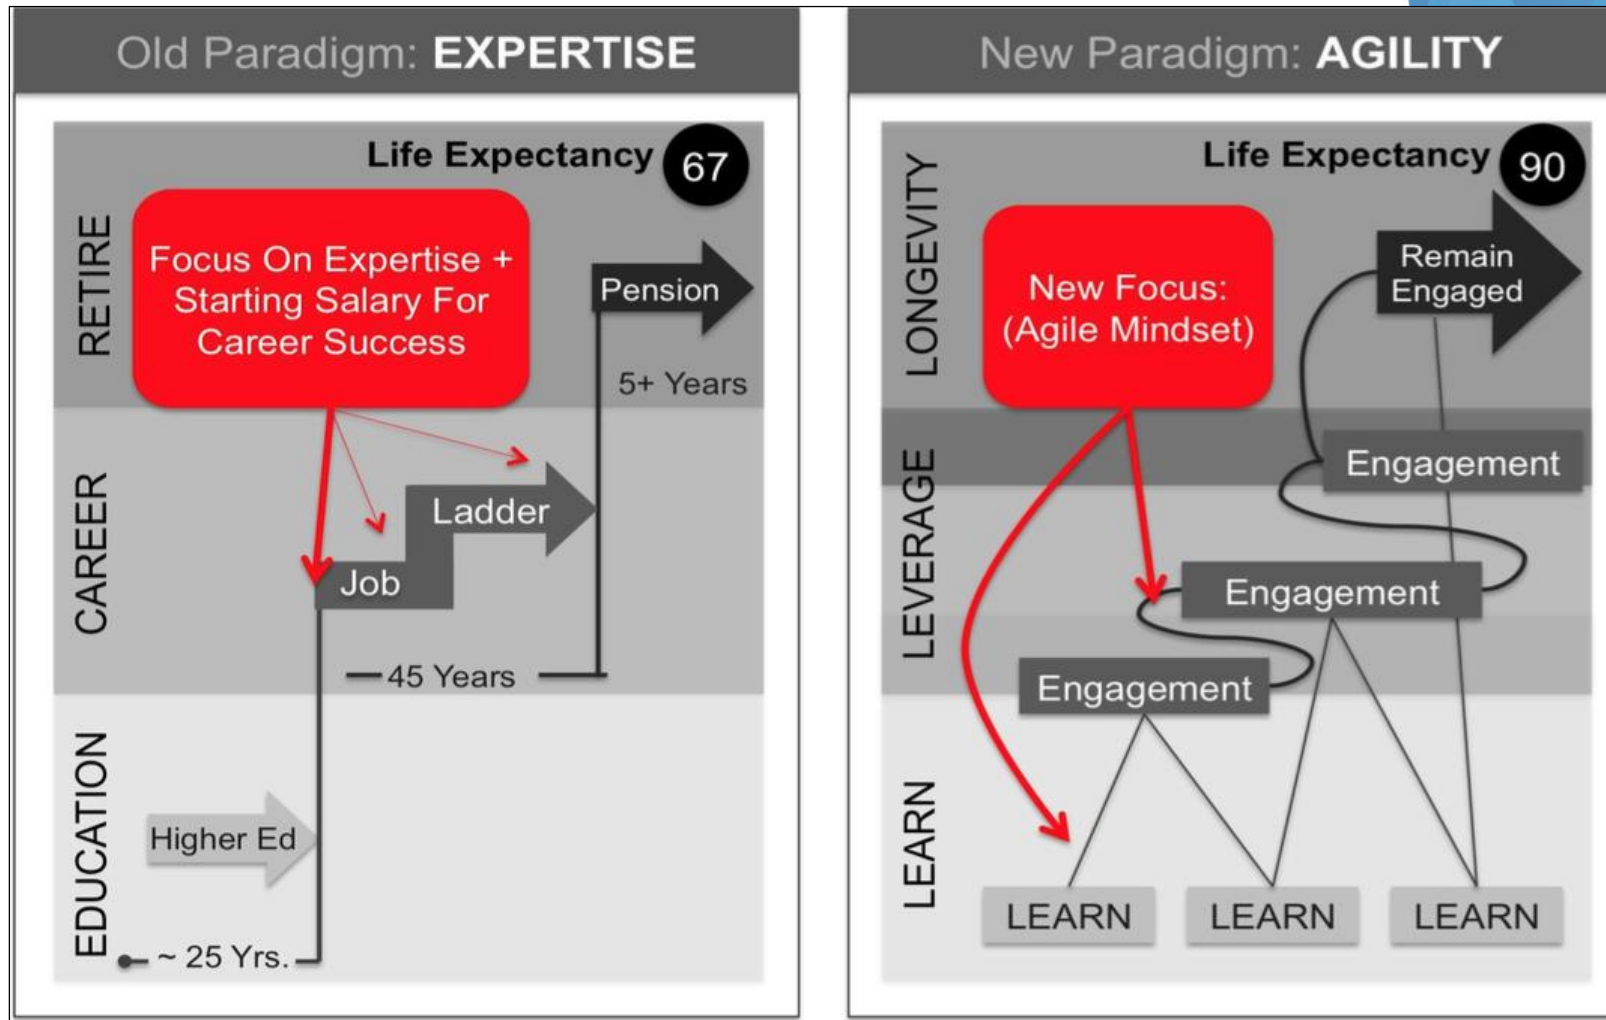 Old Paradigm: EXPERTISE
Life Expectancy 67
RETIRE
Focus On Expertise +
Starting Salary For
Career Success
Pension
5+ Years
CAREER
Ladder
Job
45 Years
EDUCATION
Higher Ed
~ 25 Yrs.
New Paradigm: AGILITY
Life Expectancy 90
LONGEVITY
New Focus:
(Agile Mindset)
Remain
Engaged
LEVERAGE
Engagement
Engagement
Engagement
LEARN
LEARN
LEARN
LEARN